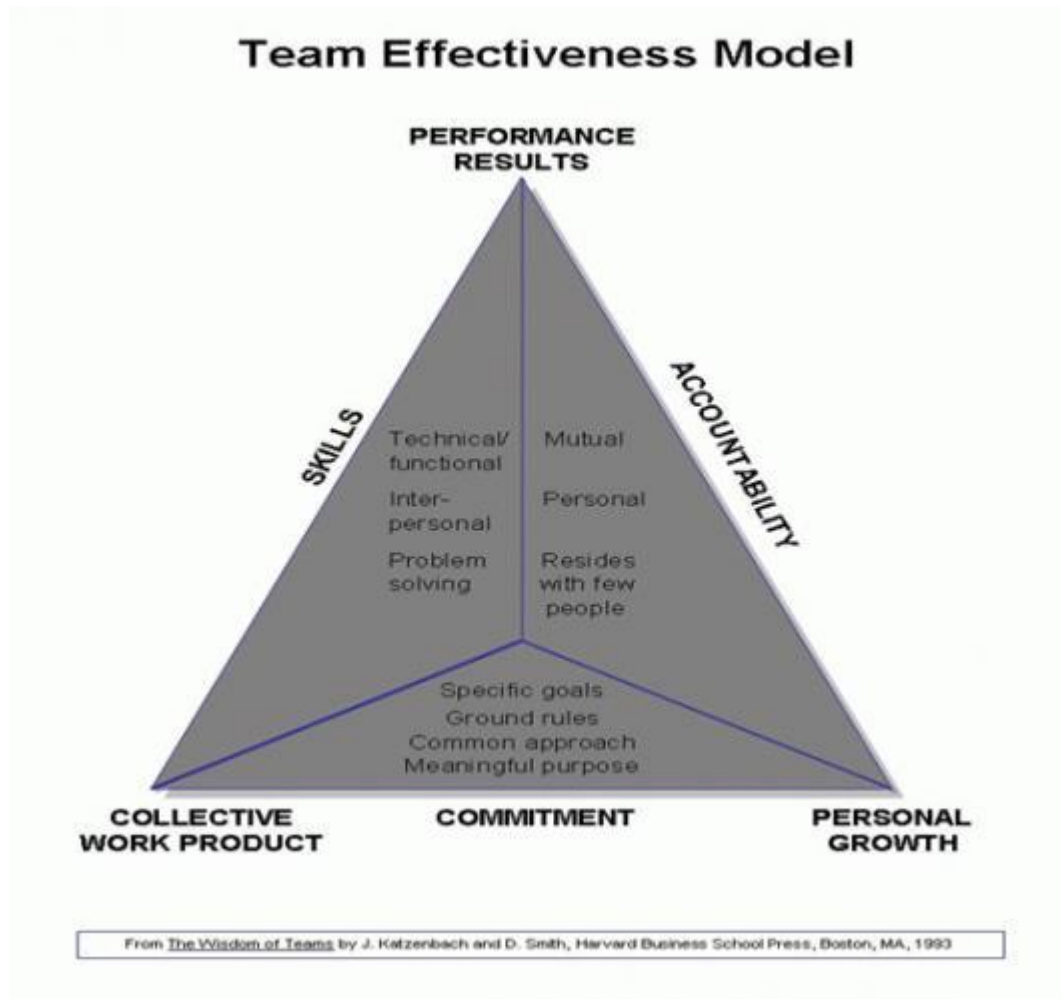 Team Effectiveness Model
PERFORMANCE
RESULTS
SKILLS
ACCOUNTABILITY
Technical/
functional
Inter-
personal
Problem
solving
Mutual
Personal
Resides
with few
people
Specific goals
Ground rules
Common approach
Meaningful purpose
COLLECTIVE
WORK PRODUCT
COMMITMENT
PERSONAL
GROWTH
From The Wisdom of Teams by J. Katzenbach and D. Smith, Harvard Business School Press, Boston, MA, 1993